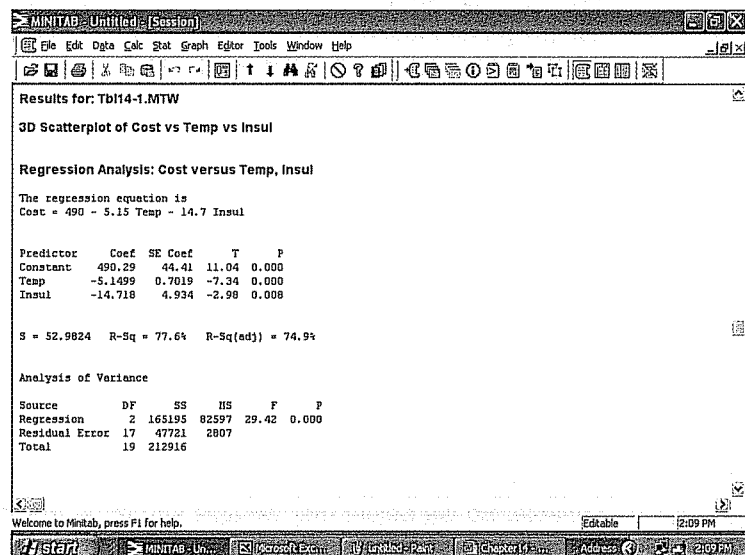 MINITAB - Untitled - [Session]
File Edit Data Calc Stat Graph Editor Tools Window Help
Results for: Tbl14-1.MTW
3D Scatterplot of Cost vs Temp vs Insul
Regression Analysis: Cost versus Temp, Insul
The regression equation is
Cost = 490 - 5.15 Temp - 14.7 Insul
Predictor Coef SE Coef T P
Constant 490.29 44.41 11.04 0.000
Temp -5.1499 0.7019 -7.34 0.000
Insul -14.718 4.934 -2.98 0.008
S = 52.9824 R-Sq = 77.6% R-Sq(adj) = 74.9%
Analysis of Variance
Source DF SS MS F P
Regression 2 165195 82597 29.42 0.000
Residual Error 17 47721 2807
Total 19 212916
Welcome to Minitab, press F1 for help. Editable 2:09 PM
start MINITAB - Un... Microsoft Exc... untitled - Paint Chapter 14 Address 2:09 PM